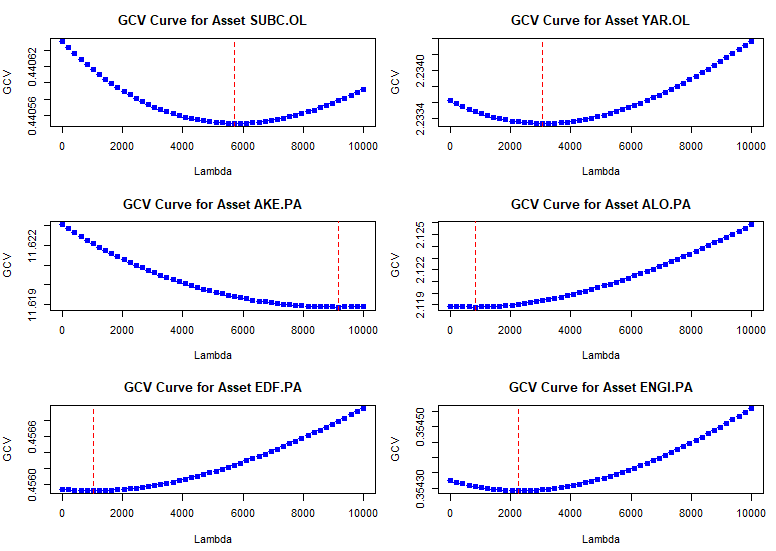 GCV Curve for Asset SUBC.OL
GCV
0.44062
0.44056
0 2000 4000 6000 8000 10000
Lambda
GCV Curve for Asset YAR.OL
GCV
2.2340
2.2334
0 2000 4000 6000 8000 10000
Lambda
GCV Curve for Asset AKE.PA
GCV
11.622
11.619
0 2000 4000 6000 8000 10000
Lambda
GCV Curve for Asset ALO.PA
GCV
2.125
2.122
2.119
0 2000 4000 6000 8000 10000
Lambda
GCV Curve for Asset EDF.PA
GCV
0.4566
0.4560
0 2000 4000 6000 8000 10000
Lambda
GCV Curve for Asset ENGI.PA
GCV
0.35450
0.35430
0 2000 4000 6000 8000 10000
Lambda